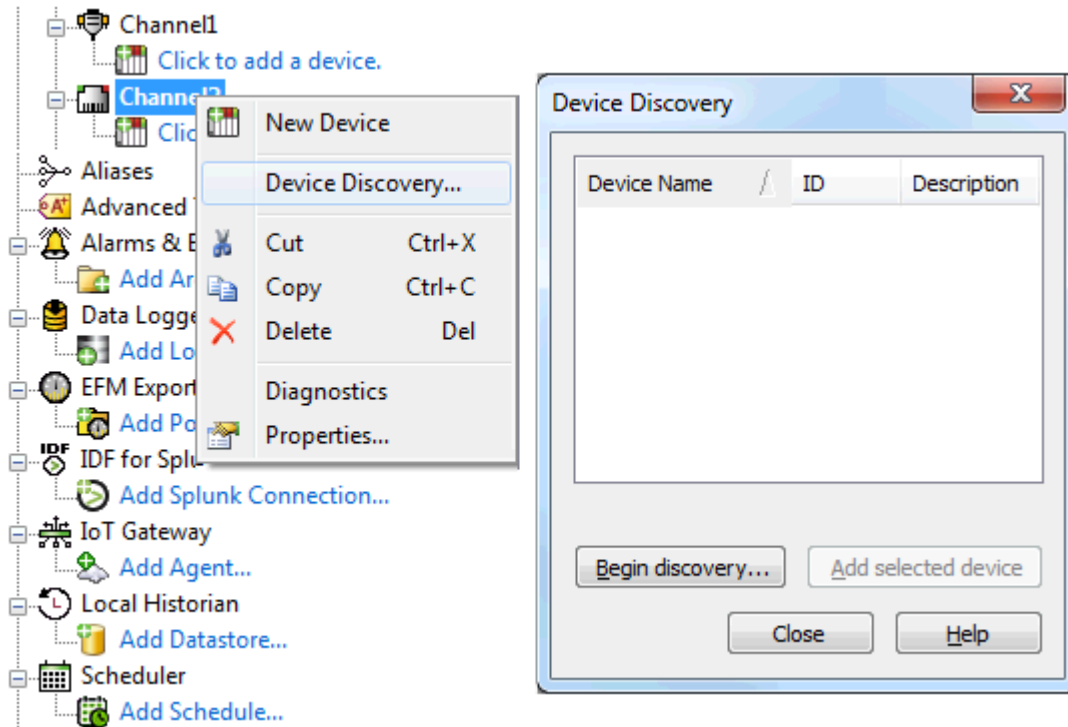 Channel1
Click to add a device.
Channel2
Clic
Aliases
Advanced
Alarms & E
Add Ar
Data Logge
Add Lo
EFM Export
Add Po
IDF for Splu
Add Splunk Connection...
IoT Gateway
Add Agent...
Local Historian
Add Datastore...
Scheduler
Add Schedule...
New Device
Device Discovery...
Cut Ctrl+X
Copy Ctrl+C
Delete Del
Diagnostics
Properties...
Device Discovery
Device Name ID Description
Begin discovery... Add selected device
Close Help